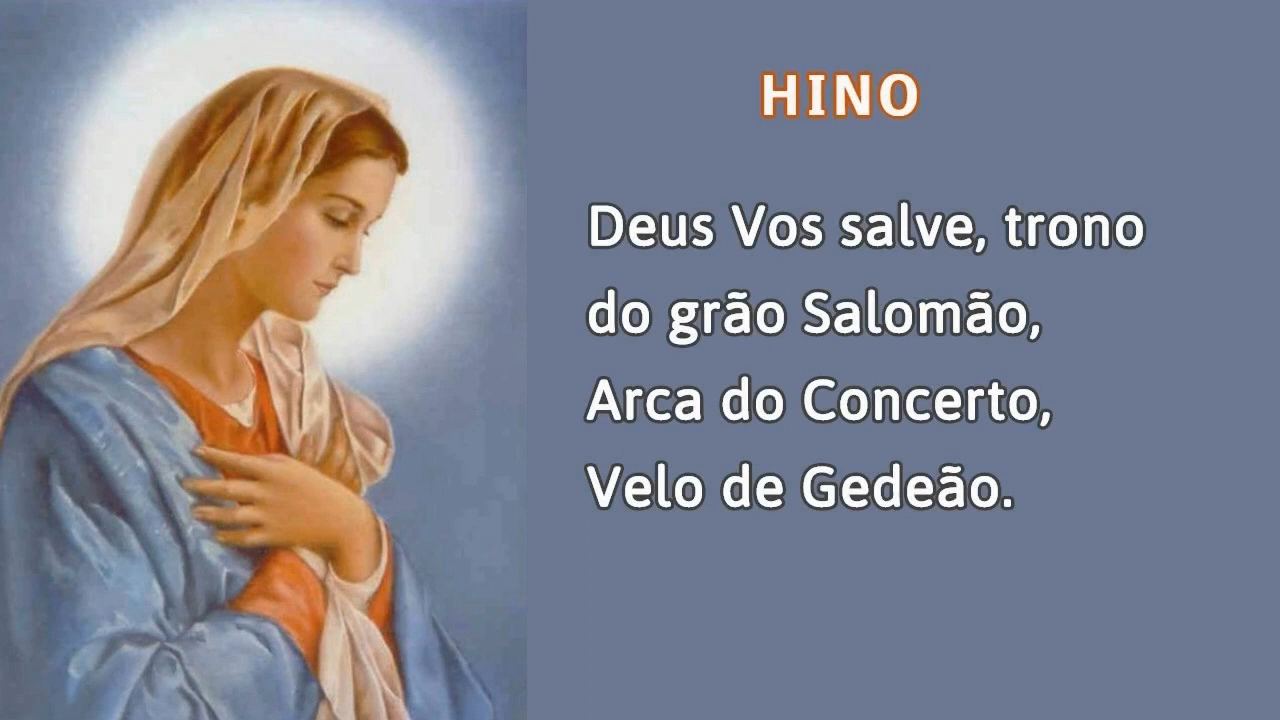 HINO
Deus Vos salve, trono
do grão Salomão,
Arca do Concerto,
Velo de Gedeão.